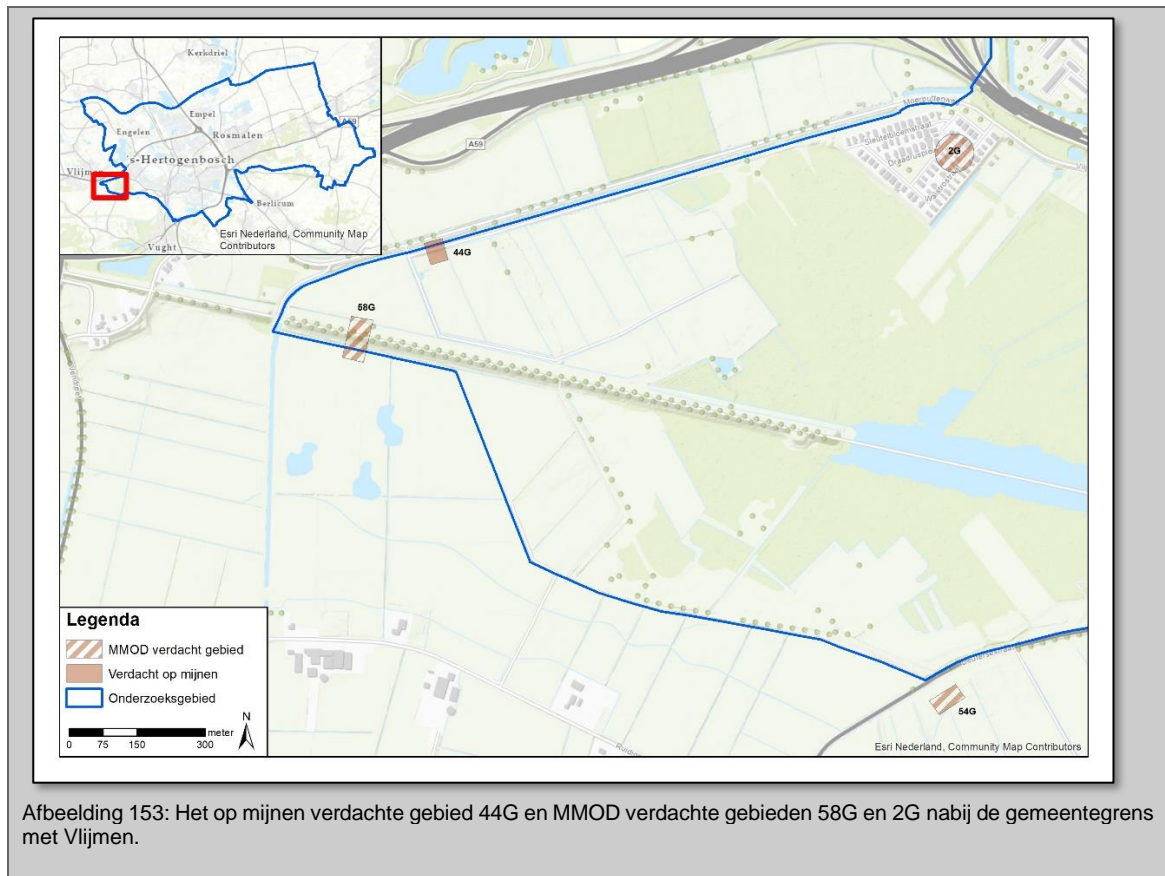 Kerkdriel
Empel
A59
Engelen
Rosmalen
's-Hertogenbosch
Vlijmen
Berlicum
Vught
Esri Nederland, Community Map
Contributors
A59
Moerputtenweg
Sleutelbloemstraat
2G
44G
58G
54G
Legenda
MMOD verdacht gebied
Verdacht op mijnen
Onderzoeksgebied
N
meter
0 75 150 300
Esri Nederland, Community Map Contributors
Afbeelding 153: Het op mijnen verdachte gebied 44G en MMOD verdachte gebieden 58G en 2G nabij de gemeentegrens
met Vlijmen.